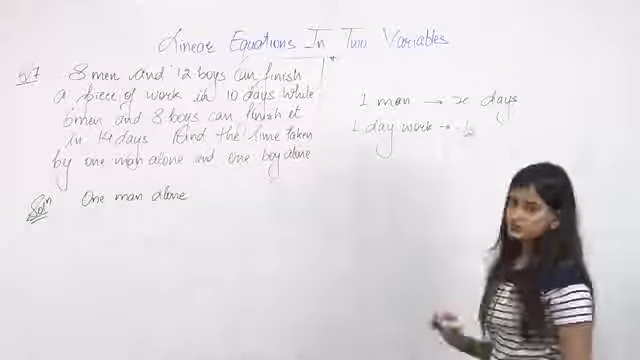 Linear Equations In Two Variables
Q7 8 men and 12 boys can finish
a piece of work in 10 days while
6 men and 8 boys can finish it
in 14 days Find the time taken
by one man alone and one boy alone
Solⁿ One man alone
1 man → x days
1 day work → 1/x